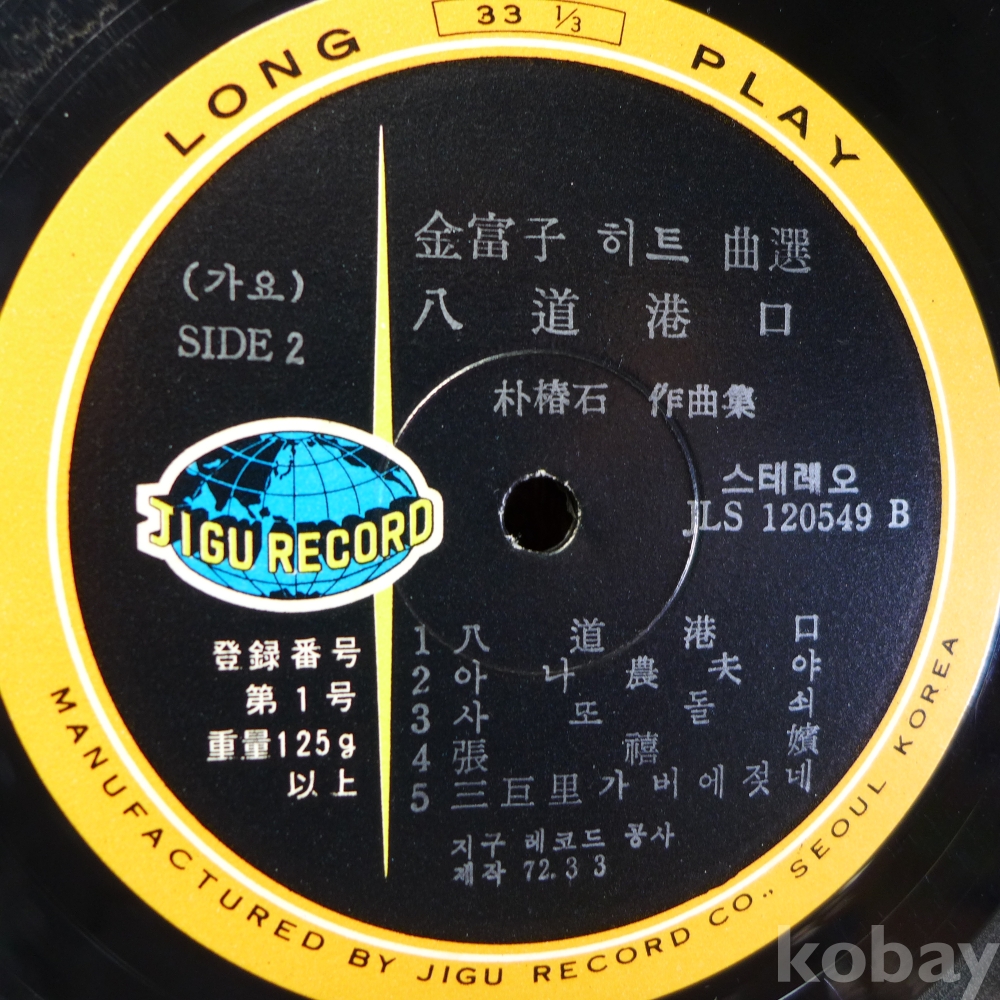 33 ⅓
LONG PLAY
金富子 히트 曲選
八道港口
(가요)
SIDE 2
朴椿石 作曲集
스테레오
JLS 120549 B
JIGU RECORD
登録番号
第1号
重量125g
以上
1 八道港口
2 아나農夫야
3 사또돌쇠
4 張禧嬪
5 三巨里가비에젖네
지구 레코드 공사
제작 72.3 3
MANUFACTURED BY JIGU RECORD CO., SEOUL KOREA
kobay